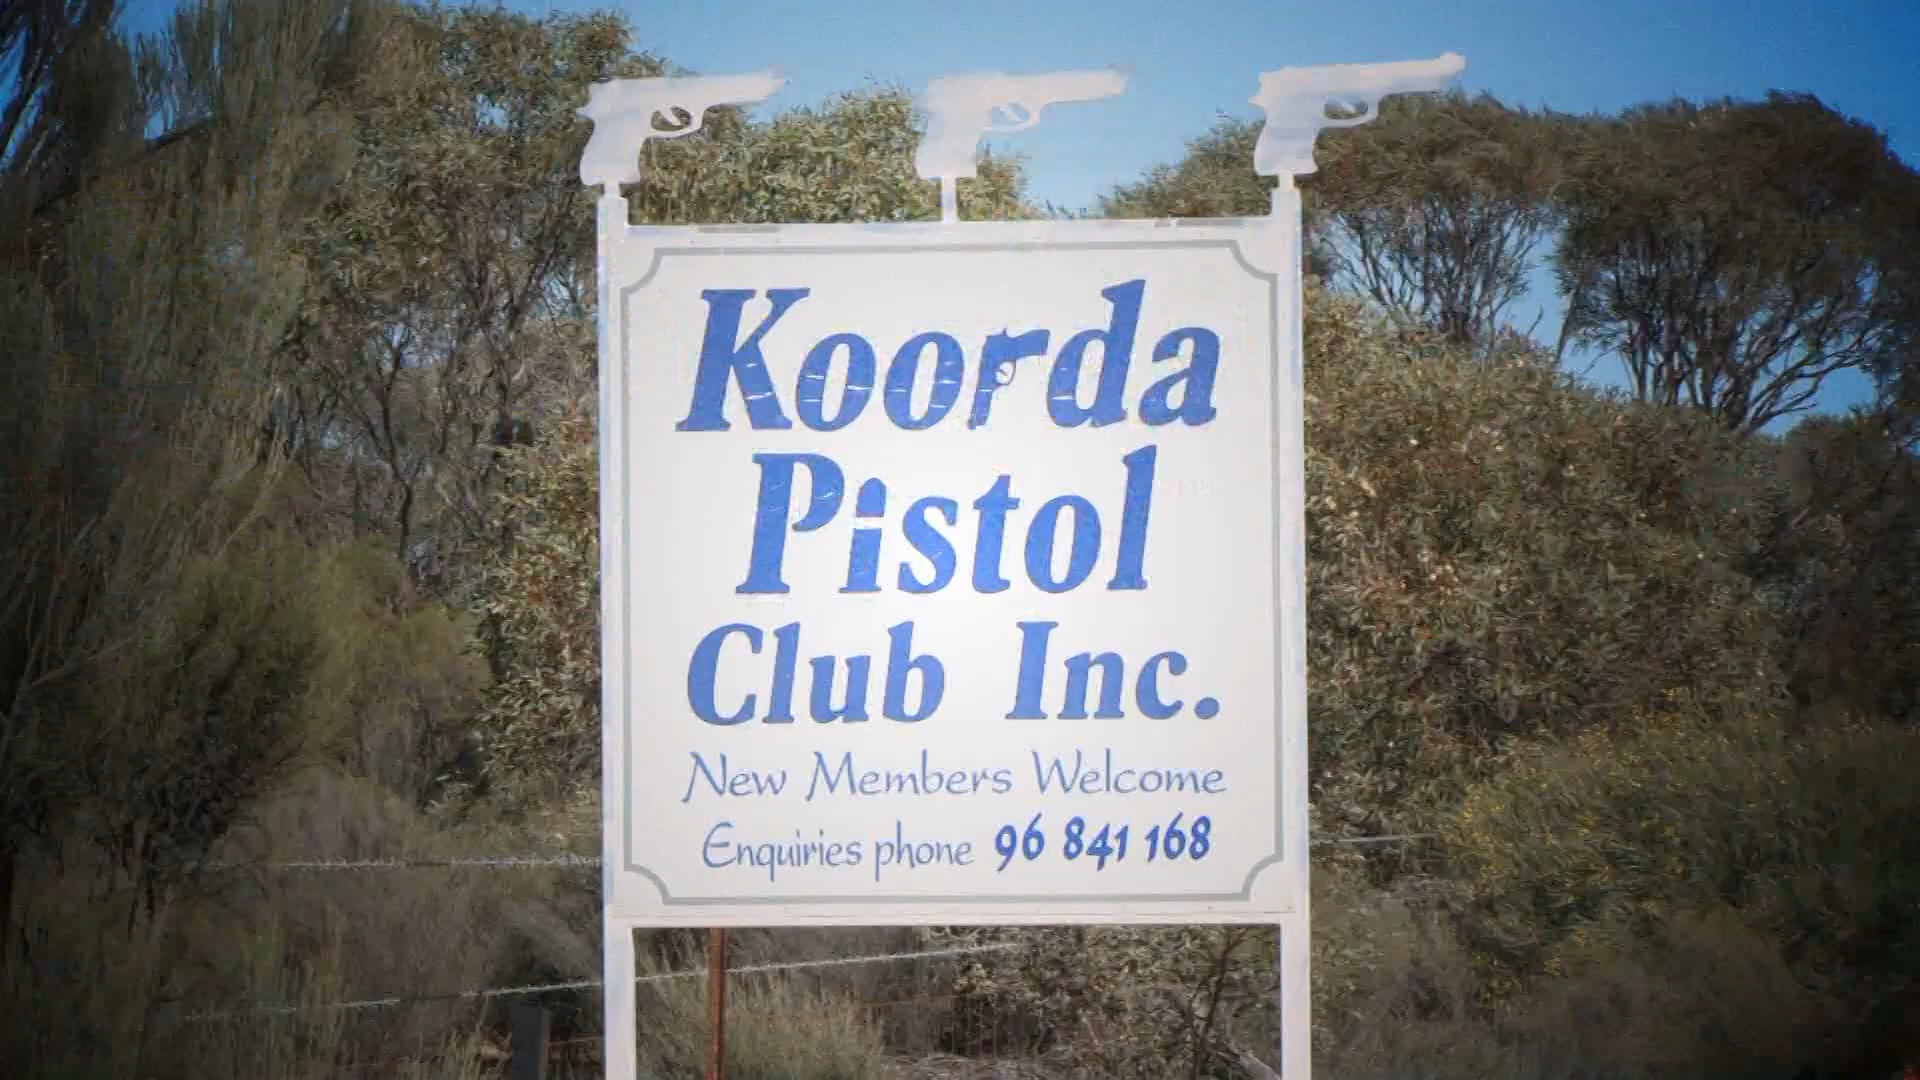 Koorda
Pistol
Club Inc.
New Members Welcome
Enquiries phone 96 841 168